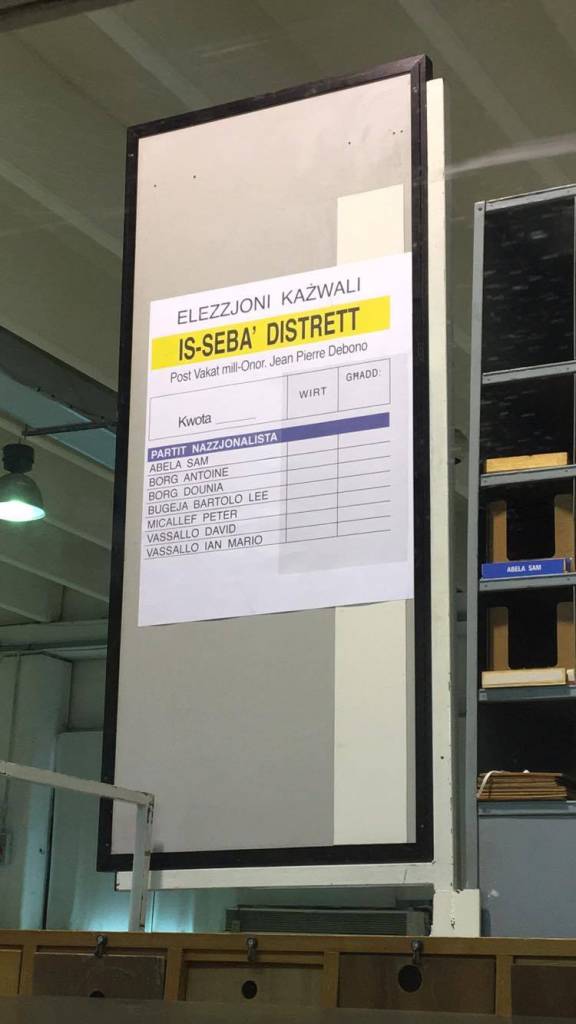 ELEZZJONI KAŻWALI
IS-SEBA' DISTRETT
Post Vakat mill-Onor. Jean Pierre Debono
Kwota ______ WIRT GĦADD:
PARTIT NAZZJONALISTA
ABELA SAM
BORG ANTOINE
BORG DOUNIA
BUGEJA BARTOLO LEE
MICALLEF PETER
VASSALLO DAVID
VASSALLO IAN MARIO
ABELA SAM